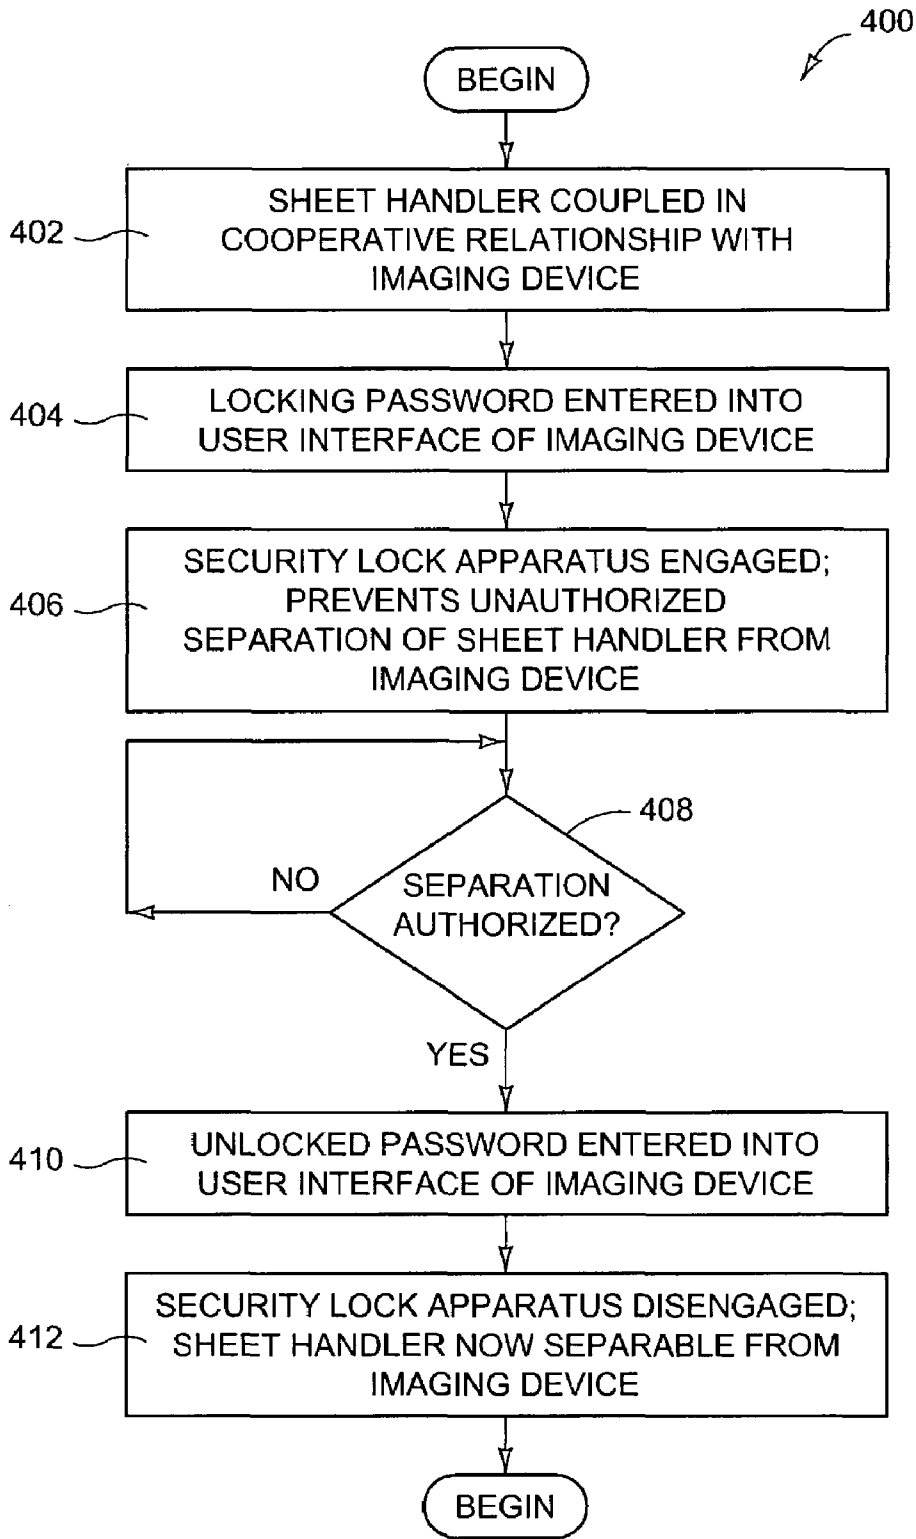 400
BEGIN
402
SHEET HANDLER COUPLED IN
COOPERATIVE RELATIONSHIP WITH
IMAGING DEVICE
404
LOCKING PASSWORD ENTERED INTO
USER INTERFACE OF IMAGING DEVICE
406
SECURITY LOCK APPARATUS ENGAGED;
PREVENTS UNAUTHORIZED
SEPARATION OF SHEET HANDLER FROM
IMAGING DEVICE
408
SEPARATION
AUTHORIZED?
NO
YES
410
UNLOCKED PASSWORD ENTERED INTO
USER INTERFACE OF IMAGING DEVICE
412
SECURITY LOCK APPARATUS DISENGAGED;
SHEET HANDLER NOW SEPARABLE FROM
IMAGING DEVICE
BEGIN